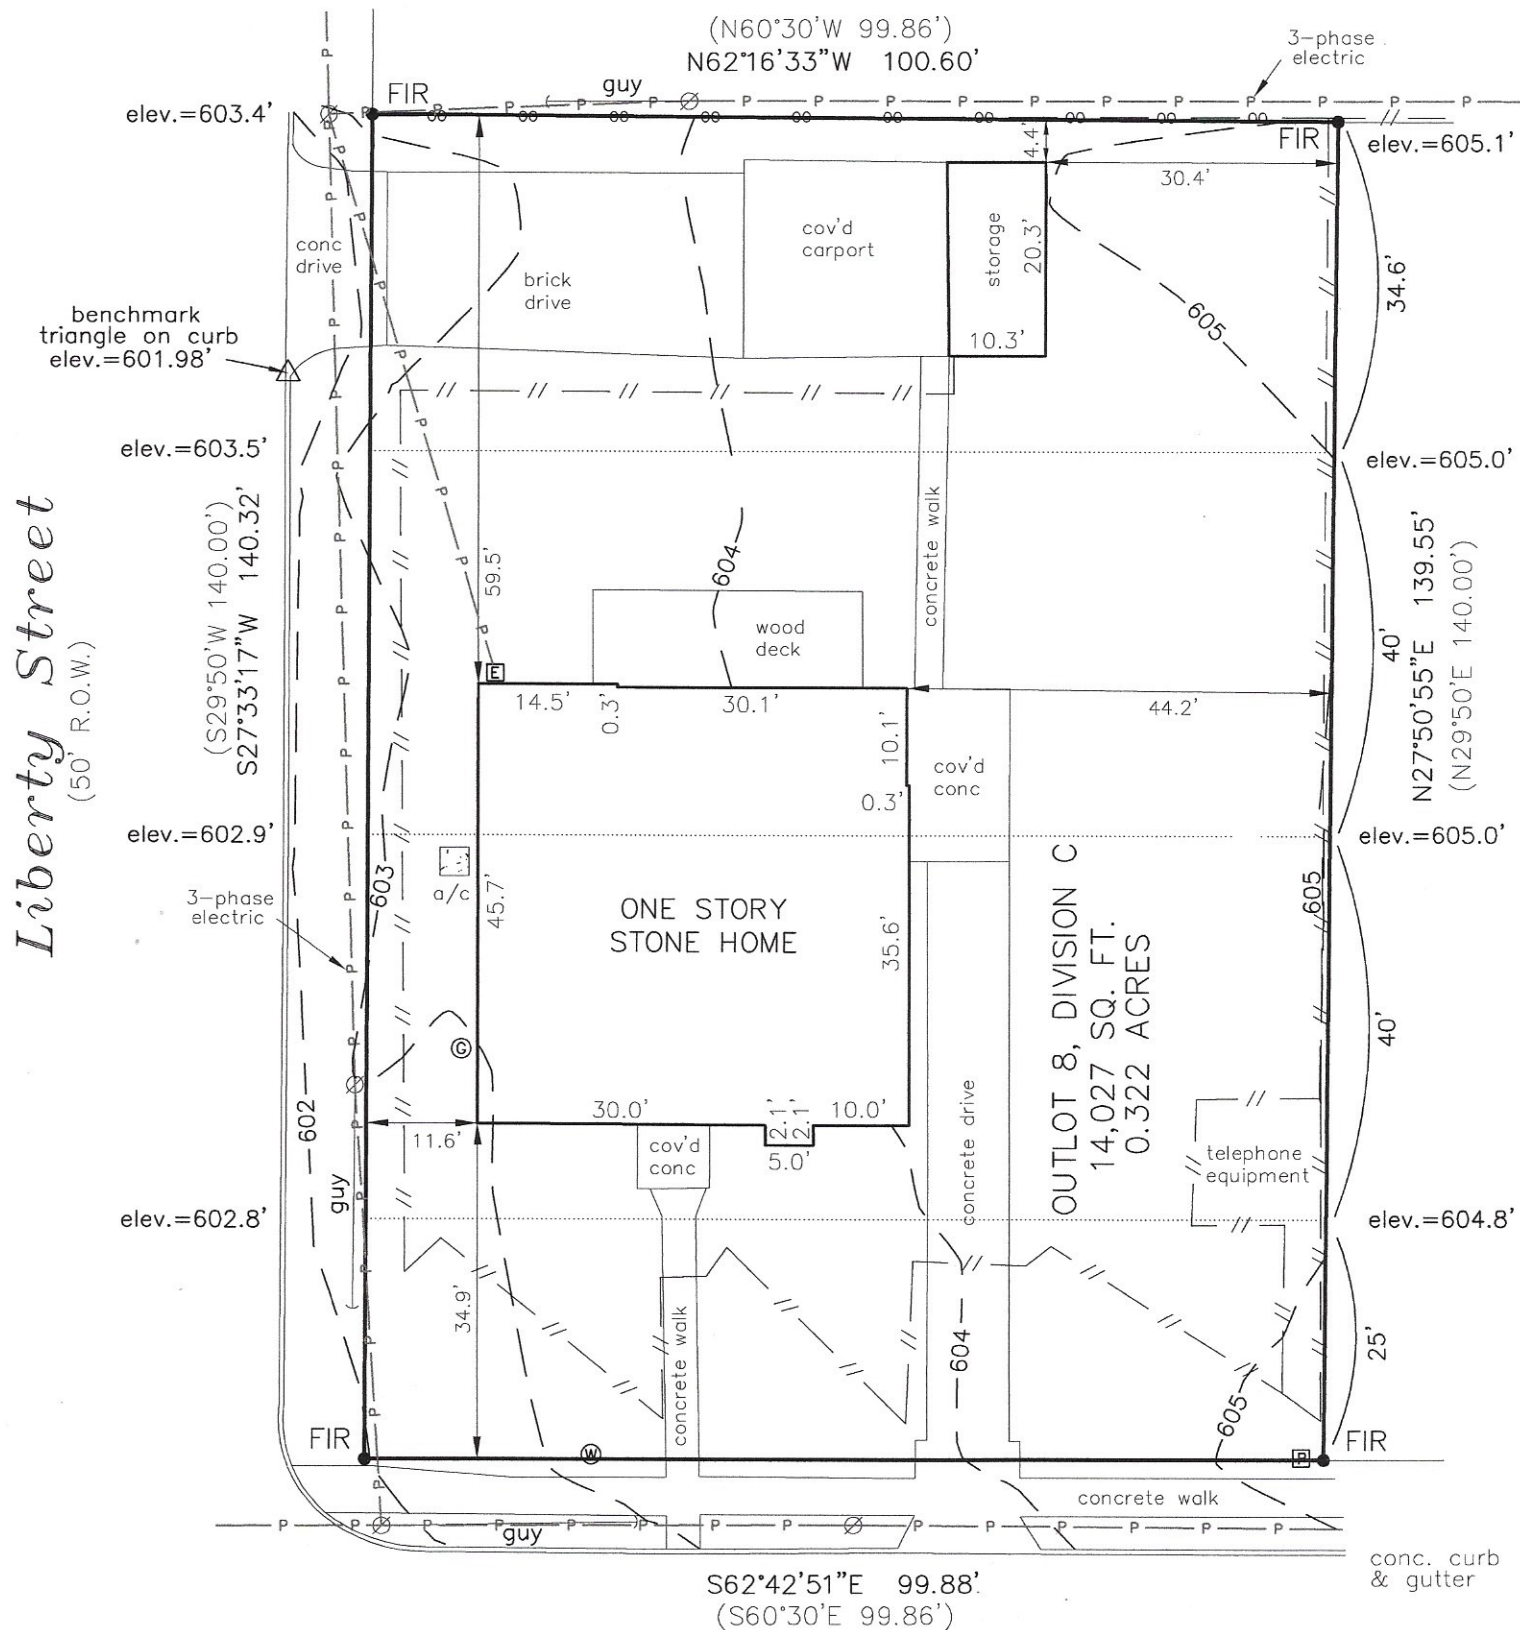 (N60°30'W 99.86')
N62°16'33"W 100.60'
3-phase
electric
guy
FIR
elev.=603.4'
FIR
elev.=605.1'
4.4'
30.4'
conc
drive
brick
drive
cov'd
carport
storage
20.3'
10.3'
34.6'
605
benchmark
triangle on curb
elev.=601.98'
elev.=603.5'
elev.=605.0'
Liberty Street
(50' R.O.W.)
(S29°50'W 140.00')
S27°33'17"W 140.32'
59.5'
604
concrete walk
wood
deck
40'
N27°50'55"E 139.55'
(N29°50'E 140.00')
E
14.5'
0.3'
30.1'
44.2'
10.1'
0.3'
cov'd
conc
elev.=602.9'
elev.=605.0'
603
a/c
45.7'
3-phase
electric
ONE STORY
STONE HOME
35.6'
605
OUTLOT 8, DIVISION C
14,027 SQ. FT.
0.322 ACRES
40'
G
602
11.6'
30.0'
2.1'
2.1'
10.0'
5.0'
cov'd
conc
concrete drive
telephone
equipment
guy
elev.=602.8'
elev.=604.8'
34.9'
concrete walk
604
605
25'
FIR
W
P
FIR
concrete walk
guy
conc. curb
& gutter
S62°42'51"E 99.88'
(S60°30'E 99.86')
P P P P P P P P P P P P P P P P P P P P P P P P P P P P P P